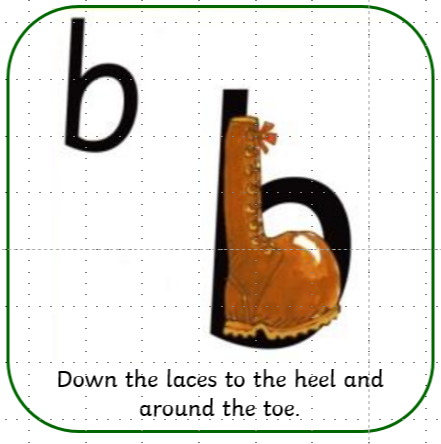 b
b
Down the laces to the heel and
around the toe.